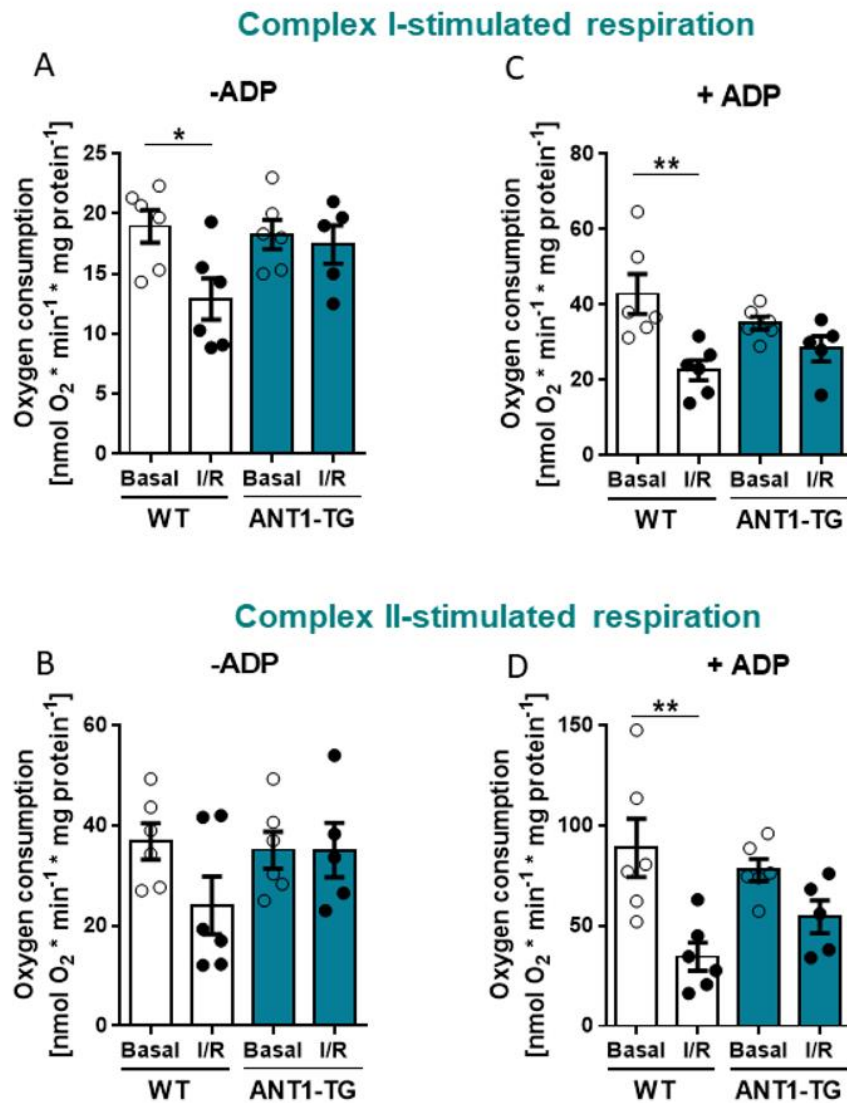 Complex I-stimulated respiration
A
-ADP
Oxygen consumption
[nmol O₂ * min⁻¹ * mg protein⁻¹]
25
20
15
10
5
0
*
Basal I/R Basal I/R
WT ANT1-TG
C
+ ADP
Oxygen consumption
[nmol O₂ * min⁻¹ * mg protein⁻¹]
80
60
40
20
0
**
Basal I/R Basal I/R
WT ANT1-TG
Complex II-stimulated respiration
B
-ADP
Oxygen consumption
[nmol O₂ * min⁻¹ * mg protein⁻¹]
60
40
20
0
Basal I/R Basal I/R
WT ANT1-TG
D
+ ADP
Oxygen consumption
[nmol O₂ * min⁻¹ * mg protein⁻¹]
150
100
50
0
**
Basal I/R Basal I/R
WT ANT1-TG